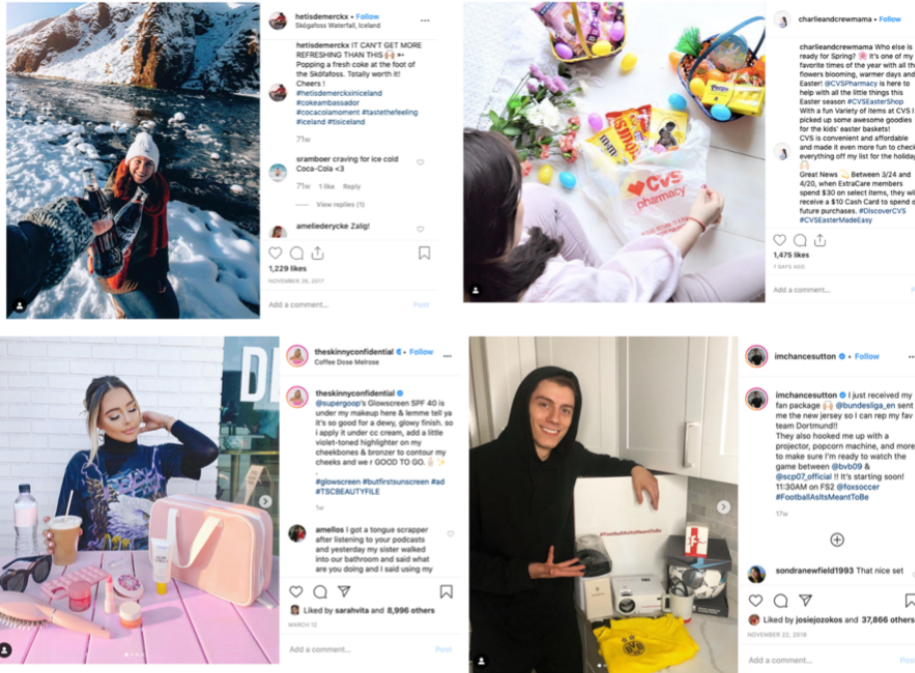 hetisdemerckx • Follow
Skógafoss Waterfall, Iceland
hetisdemerckx IT CAN'T GET MORE
REFRESHING THAN THIS
Popping a fresh coke at the foot of
the Skófafoss. Totally worth it!
Cheers !
#hetisdemerckxiniceland
#cokeambassador
#cocacolamoment #tastethefeeling
#iceland #tisiceland
71w
sramboer craving for ice cold
Coca-Cola <3
71w 1 like Reply
View replies (1)
ameliederycke Zalig!
1,229 likes
NOVEMBER 26, 2017
Add a comment... Post
charlieandcrewmama • Follow
charlieandcrewmama Who else is
ready for Spring? It's one of my
favorite times of the year with all the
flowers blooming, warmer days and
Easter! @CVSPharmacy is here to
help with all the little things this
Easter season #CVSEasterShop
With a fun Variety of items at CVS I
picked up some awesome goodies
for the kids' easter baskets!
CVS is convenient and affordable
and made it even more fun to check
everything off my list for the holiday
Great News Between 3/24 and
4/20, when ExtraCare members
spend $30 on select items, they will
receive a $10 Cash Card to spend o
future purchases. #DiscoverCVS
#CVSEasterMadeEasy
1,475 likes
7 DAYS AGO
Add a comment...
CVS
pharmacy
theskinnyconfidential • Follow
Coffee Dose Melrose
theskinnyconfidential
@supergoop's Glowscreen SPF 40 is
under my makeup here & lemme tell ya
it's so good for a dewy, glowy finish. so
i apply it under cc cream, add a little
violet-toned highlighter on my
cheekbones & bronzer to contour my
cheeks and we r GOOD TO GO.
.
#glowscreen #butfirstsunscreen #ad
#TSCBEAUTYFILE
1w
amellos I got a tongue scrapper
after listening to your podcasts
and yesterday my sister walked
into our bathroom and said what
are you doing and I said using my
Liked by sarahvita and 8,996 others
MARCH 12
Add a comment... Post
imchancesutton • Follow
imchancesutton I just received my
fan package @bundesliga_en sent
me the new jersey so I can rep my fav
team Dortmund!!
They also hooked me up with a
projector, popcorn machine, and more
to make sure I'm ready to watch the
game between @bvb09 &
@scp07_official !! It's starting soon!
11:30AM on FS2 @foxsoccer
#FootballAsItsMeantToBe
17w
sondranewfield1993 That nice set
Liked by josiejozokos and 37,866 others
NOVEMBER 22, 2018
Add a comment...
#FootballAsItsMeantToBe
BVB